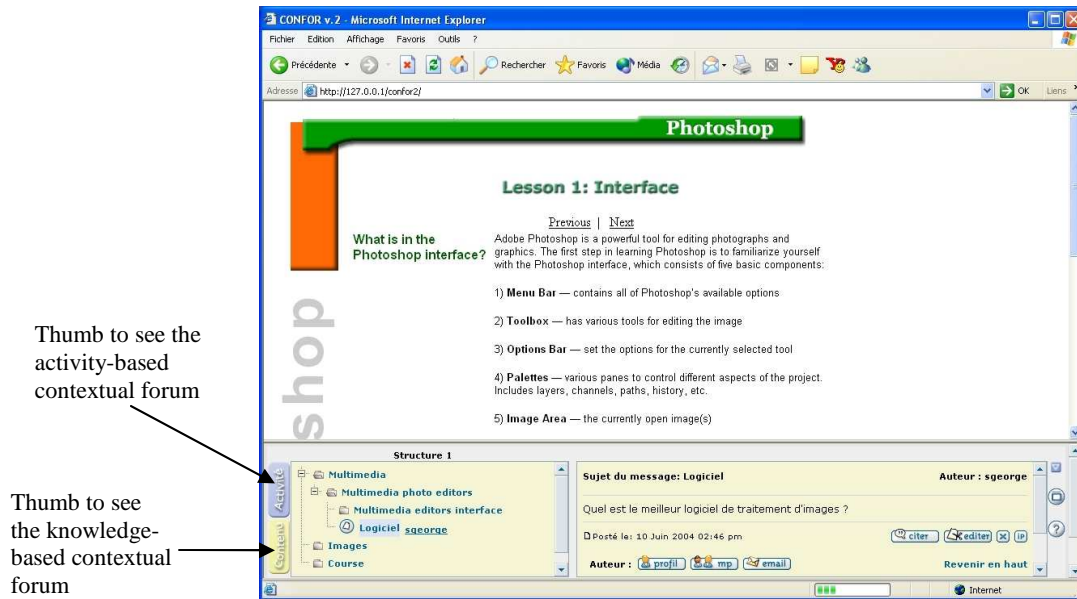 CONFOR v.2 - Microsoft Internet Explorer
Fichier Edition Affichage Favoris Outils ?
Précédente Rechercher Favoris Média
Adresse http://127.0.0.1/confor2/ OK Liens
Photoshop
Lesson 1: Interface
Previous | Next
What is in the
Photoshop interface?
Adobe Photoshop is a powerful tool for editing photographs and
graphics. The first step in learning Photoshop is to familiarize yourself
with the Photoshop interface, which consists of five basic components:
1) Menu Bar — contains all of Photoshop's available options
2) Toolbox — has various tools for editing the image
3) Options Bar — set the options for the currently selected tool
4) Palettes — various panes to control different aspects of the project.
Includes layers, channels, paths, history, etc.
5) Image Area — the currently open image(s)
shop
Thumb to see the
activity-based
contextual forum
Thumb to see
the knowledge-
based contextual
forum
Activité
Contenu
Structure 1
Multimedia
Multimedia photo editors
Multimedia editors interface
Logiciel sgeorge
Images
Course
Sujet du message: Logiciel Auteur : sgeorge
Quel est le meilleur logiciel de traitement d'images ?
Posté le: 10 Juin 2004 02:46 pm citer editer IP
Auteur : profil mp email Revenir en haut
Internet